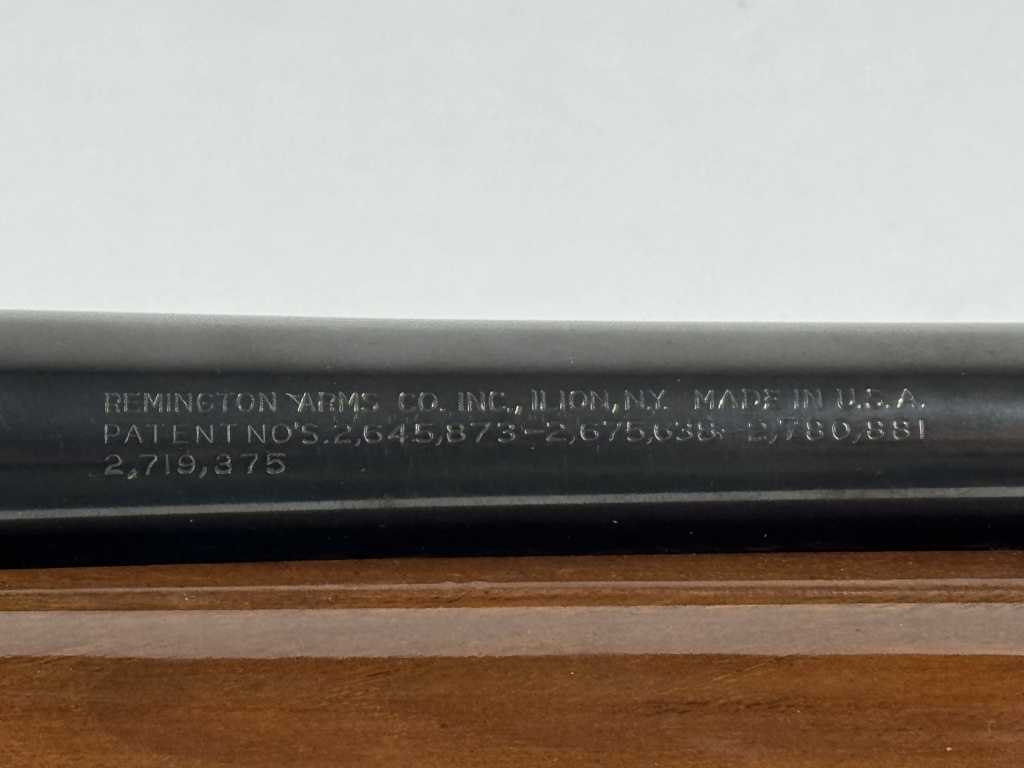 REMINGTON ARMS CO. INC., ILION, N.Y. MADE IN U.S.A.
PATENT NO'S. 2,645,873-2,675,638- 2,780,881
2,719,375